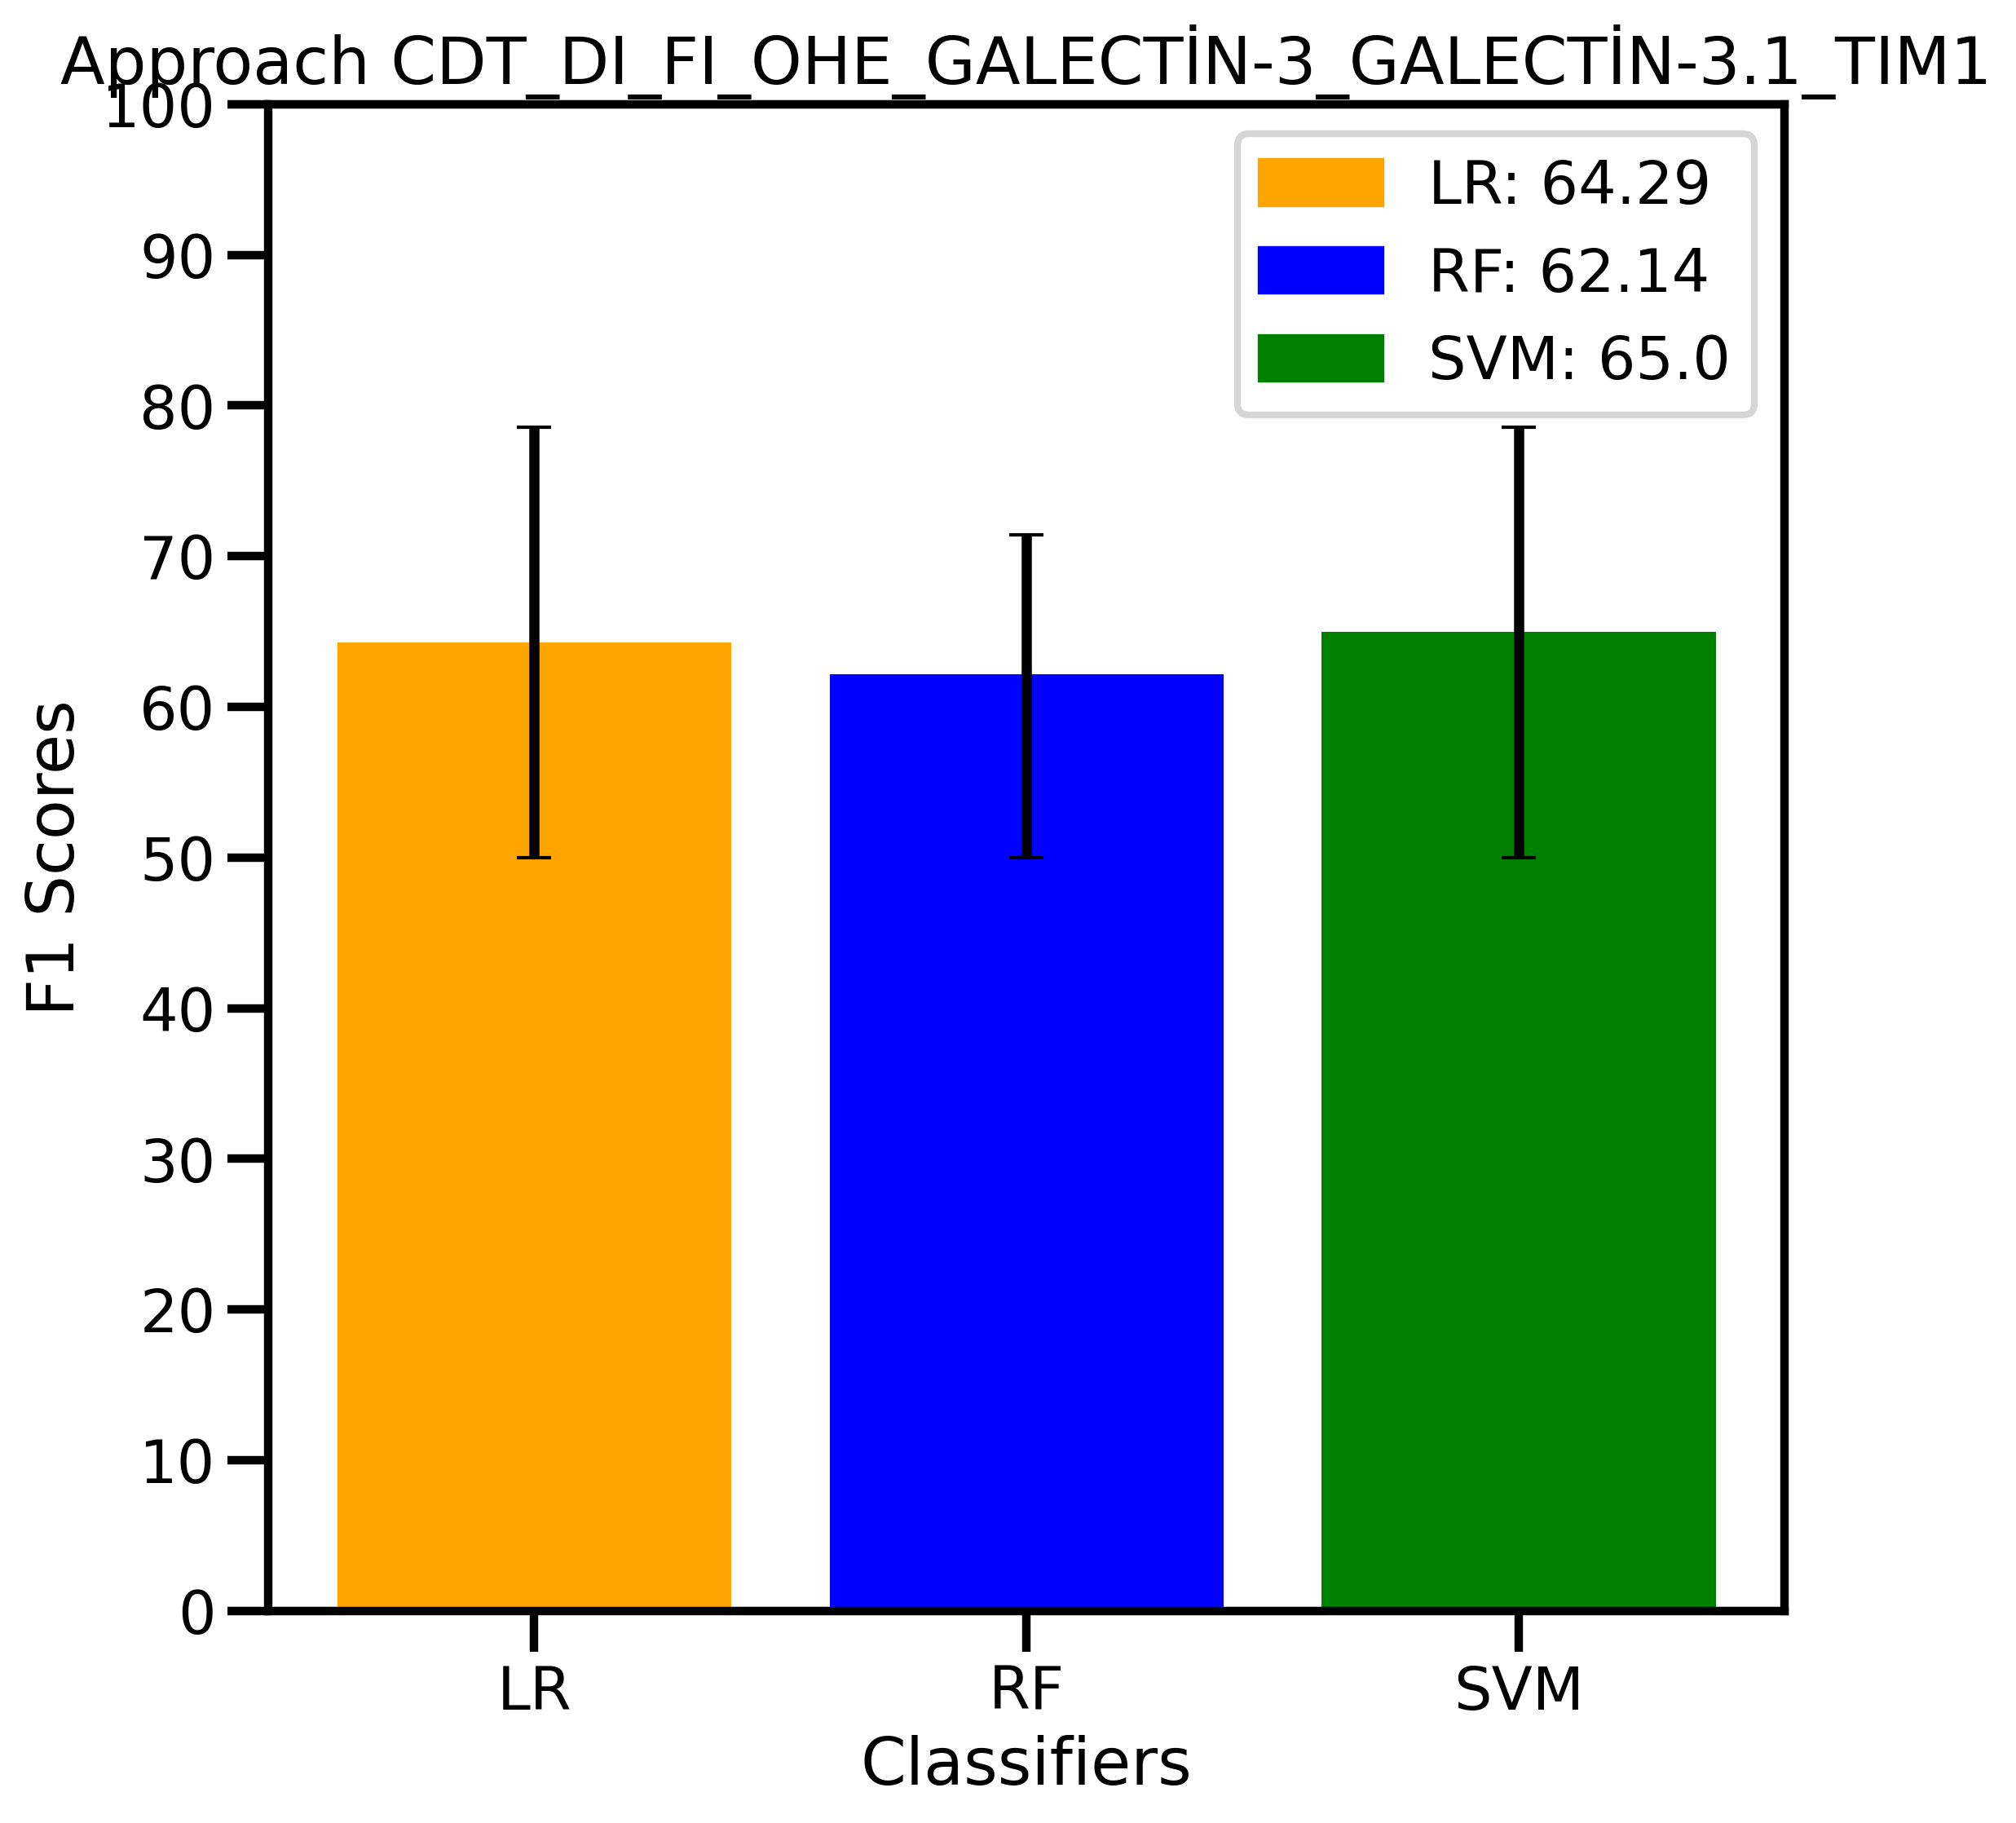 Approach CDT_DI_FI_OHE_GALECTİN-3_GALECTİN-3.1_TIM1
100
90
80
70
60
50
40
30
20
10
0
F1 Scores
LR: 64.29
RF: 62.14
SVM: 65.0
LR
RF
SVM
Classifiers